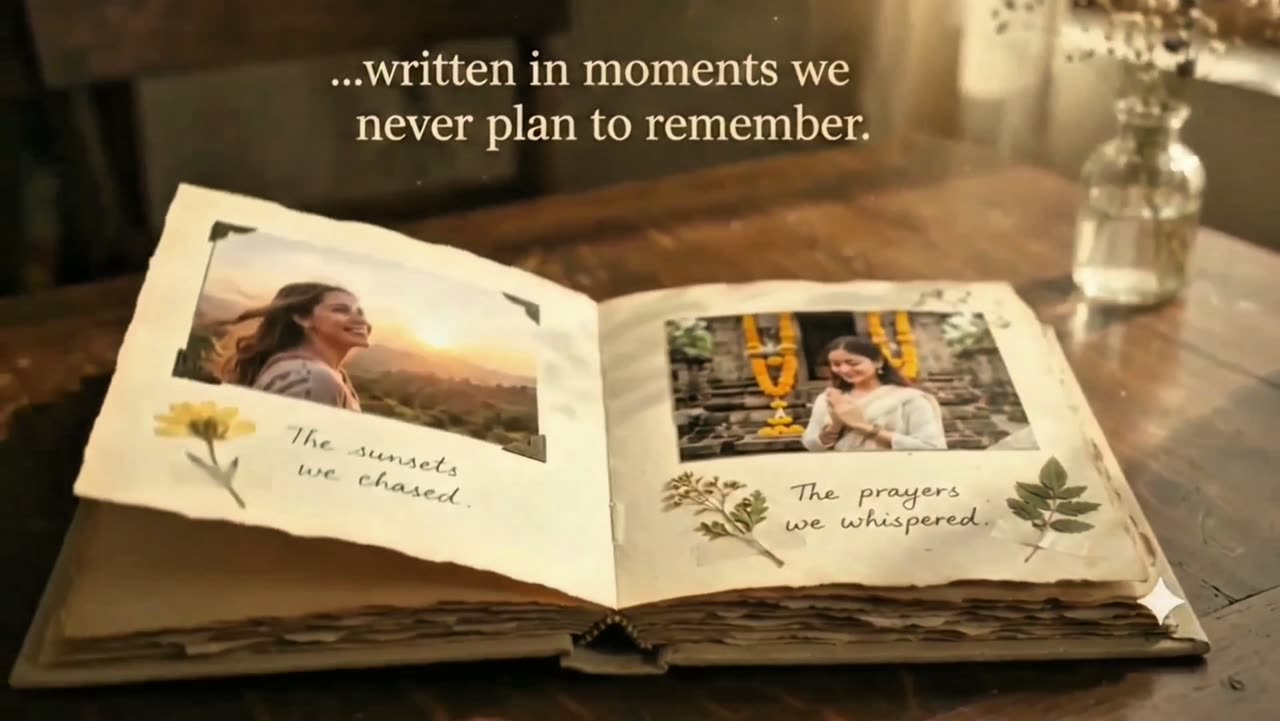 ...written in moments we
never plan to remember.
The sunsets
we chased.
The prayers
we whispered.